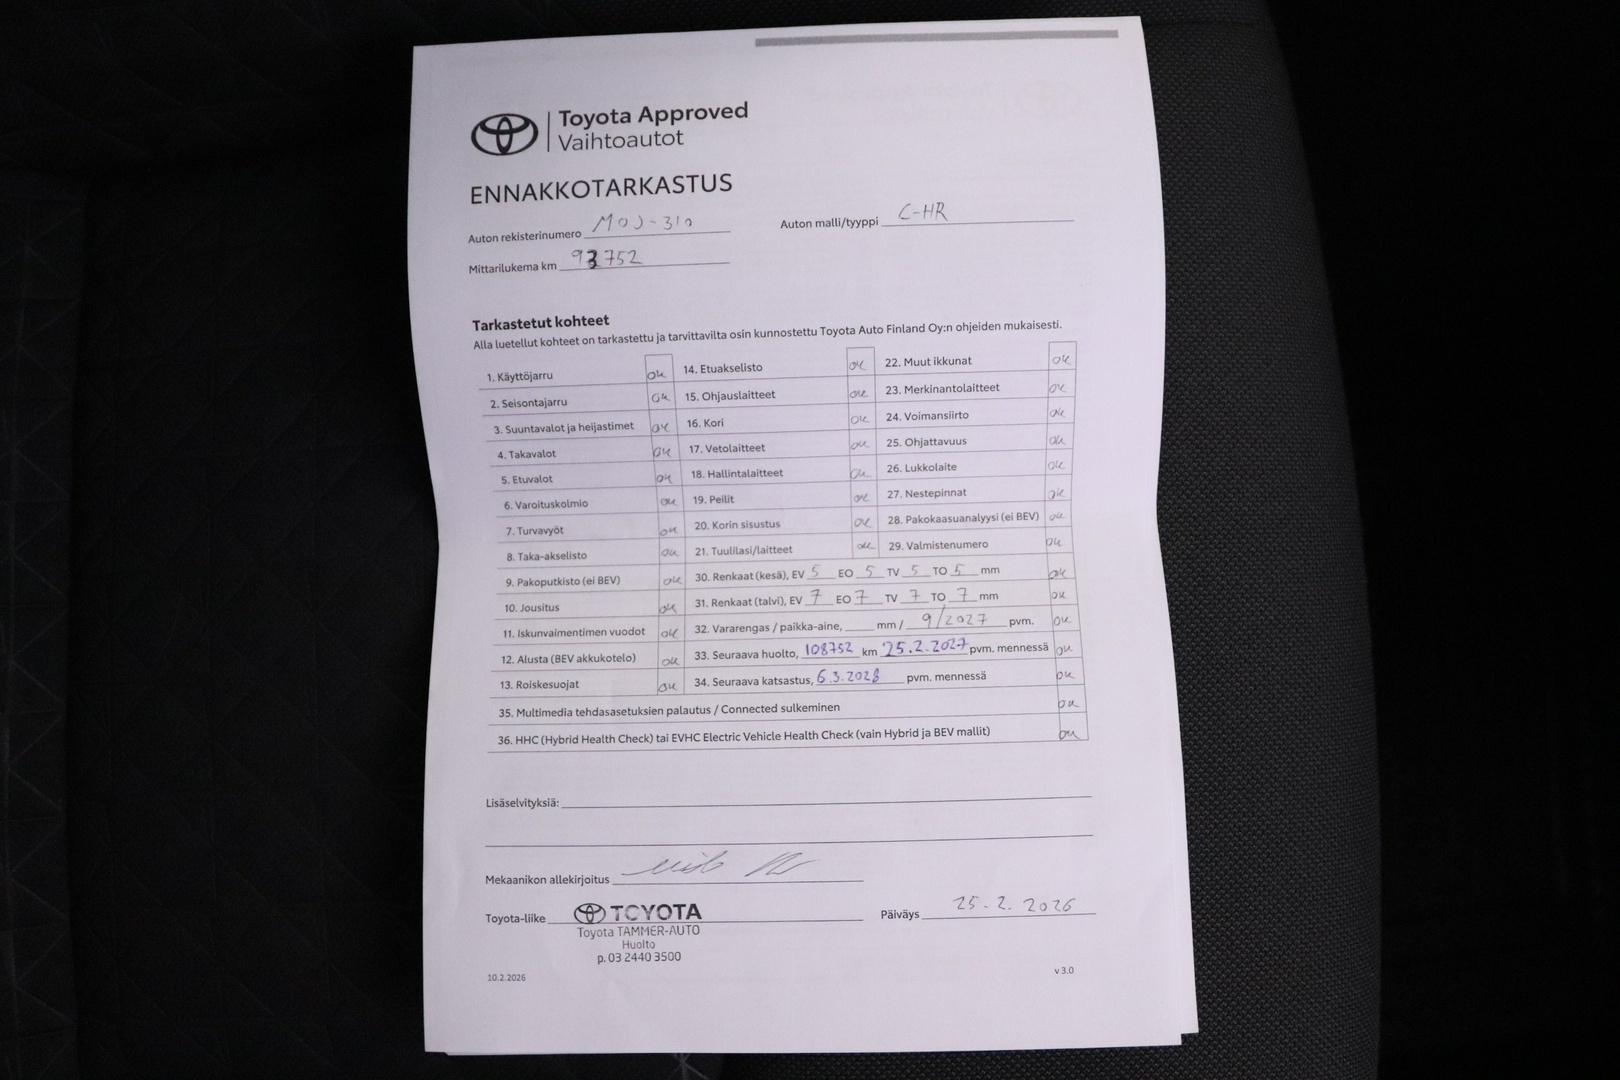 Toyota Approved
Vaihtoautot
ENNAKKOTARKASTUS
Auton rekisterinumero MOJ-310 Auton malli/tyyppi C-HR
Mittarilukema km 93752
Tarkastetut kohteet
Alla luetellut kohteet on tarkastettu ja tarvittavilta osin kunnostettu Toyota Auto Finland Oy:n ohjeiden mukaisesti.
1. Käyttöjarru ok 14. Etuakselisto ok 22. Muut ikkunat ok
2. Seisontajarru ok 15. Ohjauslaitteet ok 23. Merkinantolaitteet ok
3. Suuntavalot ja heijastimet ok 16. Kori ok 24. Voimansiirto ok
4. Takavalot ok 17. Vetolaitteet ok 25. Ohjattavuus ok
5. Etuvalot ok 18. Hallintalaitteet ok 26. Lukkolaite ok
6. Varoituskolmio ok 19. Peilit ok 27. Nestepinnat ok
7. Turvavyöt ok 20. Korin sisustus ok 28. Pakokaasuanalyysi (ei BEV) ok
8. Taka-akselisto ok 21. Tuulilasi/laitteet ok 29. Valmistenumero ok
9. Pakoputkisto (ei BEV) ok 30. Renkaat (kesä), EV 5 EO 5 TV 5 TO 5 mm ok
10. Jousitus ok 31. Renkaat (talvi), EV 7 EO 7 TV 7 TO 7 mm ok
11. Iskunvaimentimen vuodot ok 32. Vararengas / paikka-aine, ____ mm / 9/2027 pvm. ok
12. Alusta (BEV akkukotelo) ok 33. Seuraava huolto, 108752 km 25.2.2027 pvm. mennessä ok
13. Roiskesuojat ok 34. Seuraava katsastus, 6.3.2028 pvm. mennessä ok
35. Multimedia tehdasasetuksien palautus / Connected sulkeminen ok
36. HHC (Hybrid Health Check) tai EVHC Electric Vehicle Health Check (vain Hybrid ja BEV mallit) ok
Lisäselvityksiä:
Mekaanikon allekirjoitus
Toyota-liike TOYOTA Päiväys 25.2.2026
Toyota TAMMER-AUTO
Huolto
p. 03 2440 3500
10.2.2026 v 3.0